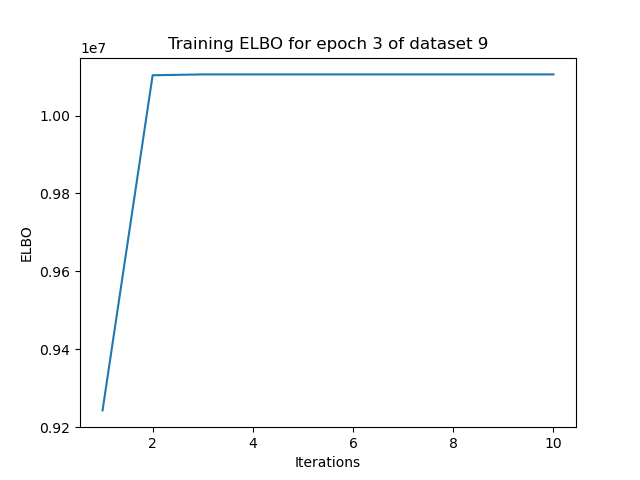 Training ELBO for epoch 3 of dataset 9
1e7
1.00
0.98
0.96
0.94
0.92
ELBO
2 4 6 8 10
Iterations